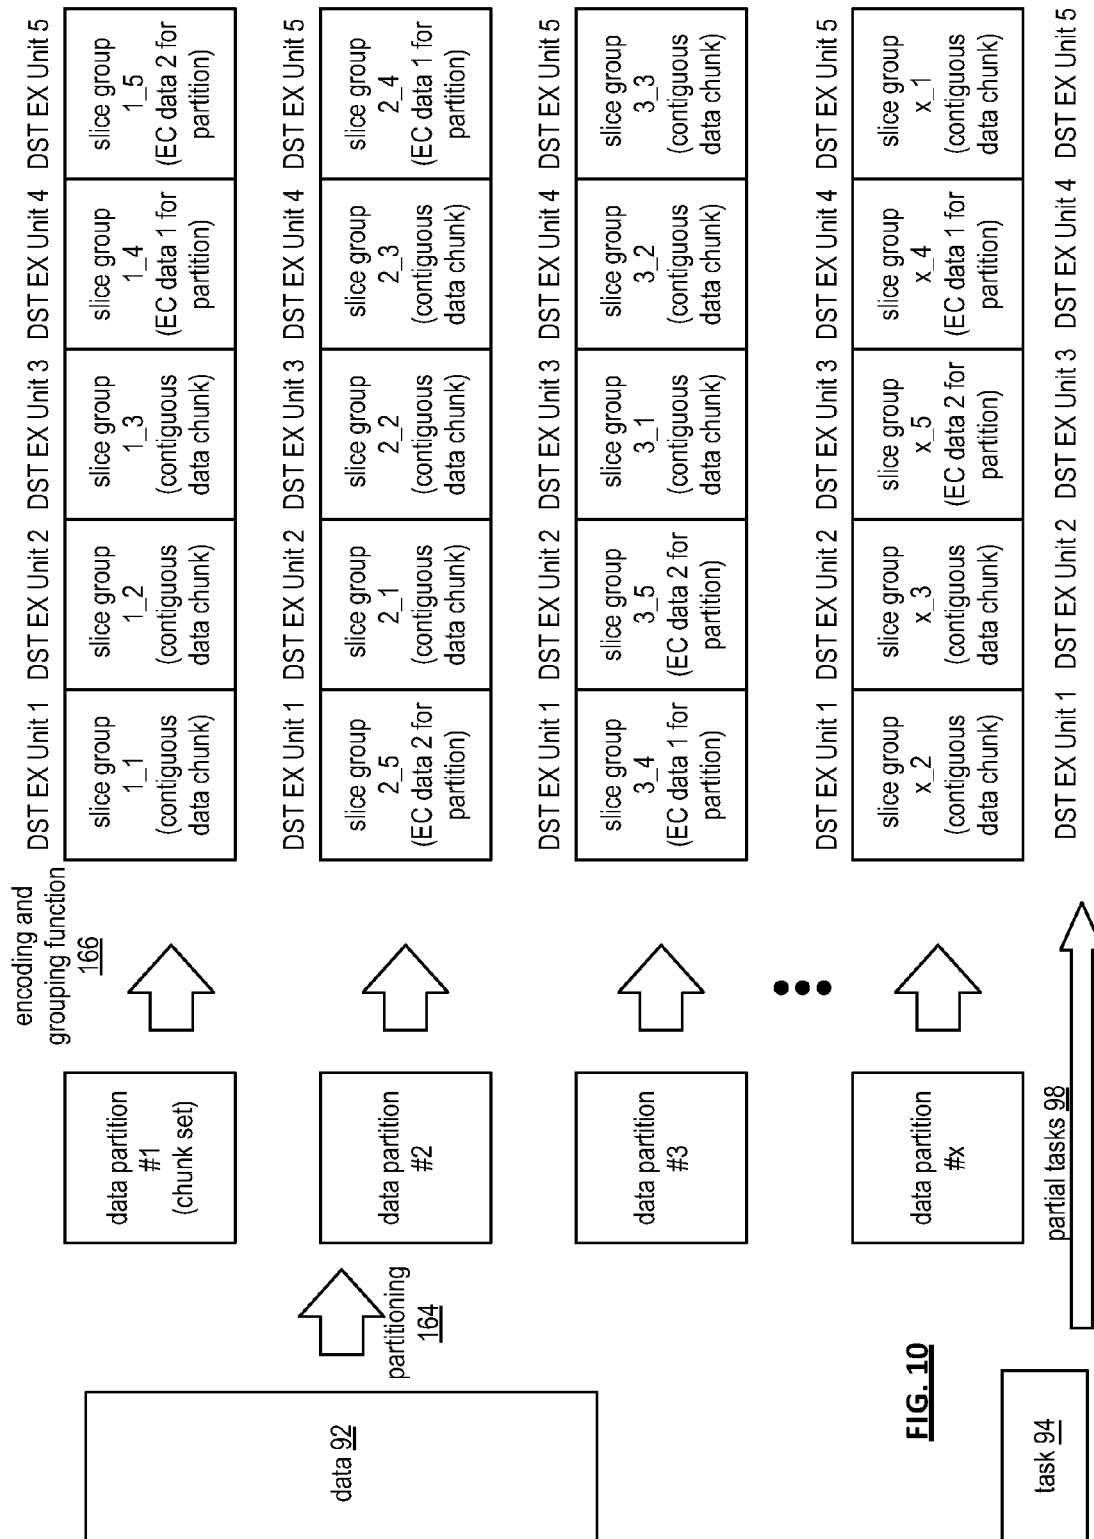 data 92
partitioning
164
data partition
#1
(chunk set)
data partition
#2
data partition
#3
data partition
#x
encoding and
grouping function
166
DST EX Unit 1
DST EX Unit 2
DST EX Unit 3
DST EX Unit 4
DST EX Unit 5
slice group
1_1
(contiguous
data chunk)
slice group
1_2
(contiguous
data chunk)
slice group
1_3
(contiguous
data chunk)
slice group
1_4
(EC data 1 for
partition)
slice group
1_5
(EC data 2 for
partition)
DST EX Unit 1
DST EX Unit 2
DST EX Unit 3
DST EX Unit 4
DST EX Unit 5
slice group
2_5
(EC data 2 for
partition)
slice group
2_1
(contiguous
data chunk)
slice group
2_2
(contiguous
data chunk)
slice group
2_3
(contiguous
data chunk)
slice group
2_4
(EC data 1 for
partition)
DST EX Unit 1
DST EX Unit 2
DST EX Unit 3
DST EX Unit 4
DST EX Unit 5
slice group
3_4
(EC data 1 for
partition)
slice group
3_5
(EC data 2 for
partition)
slice group
3_1
(contiguous
data chunk)
slice group
3_2
(contiguous
data chunk)
slice group
3_3
(contiguous
data chunk)
DST EX Unit 1
DST EX Unit 2
DST EX Unit 3
DST EX Unit 4
DST EX Unit 5
slice group
x_2
(contiguous
data chunk)
slice group
x_3
(contiguous
data chunk)
slice group
x_5
(EC data 2 for
partition)
slice group
x_4
(EC data 1 for
partition)
slice group
x_1
(contiguous
data chunk)
task 94
partial tasks 98
DST EX Unit 1
DST EX Unit 2
DST EX Unit 3
DST EX Unit 4
DST EX Unit 5
FIG. 10